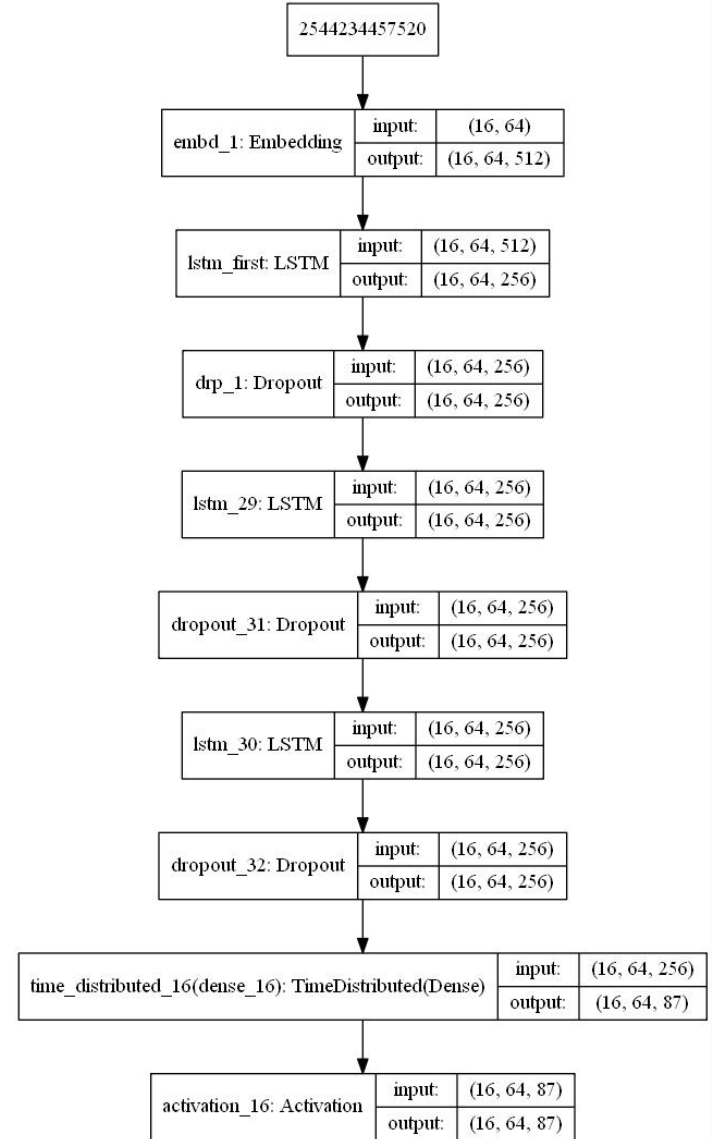 2544234457520
embd_1: Embedding
input:
(16, 64)
output:
(16, 64, 512)
lstm_first: LSTM
input:
(16, 64, 512)
output:
(16, 64, 256)
drp_1: Dropout
input:
(16, 64, 256)
output:
(16, 64, 256)
lstm_29: LSTM
input:
(16, 64, 256)
output:
(16, 64, 256)
dropout_31: Dropout
input:
(16, 64, 256)
output:
(16, 64, 256)
lstm_30: LSTM
input:
(16, 64, 256)
output:
(16, 64, 256)
dropout_32: Dropout
input:
(16, 64, 256)
output:
(16, 64, 256)
time_distributed_16(dense_16): TimeDistributed(Dense)
input:
(16, 64, 256)
output:
(16, 64, 87)
activation_16: Activation
input:
(16, 64, 87)
output:
(16, 64, 87)